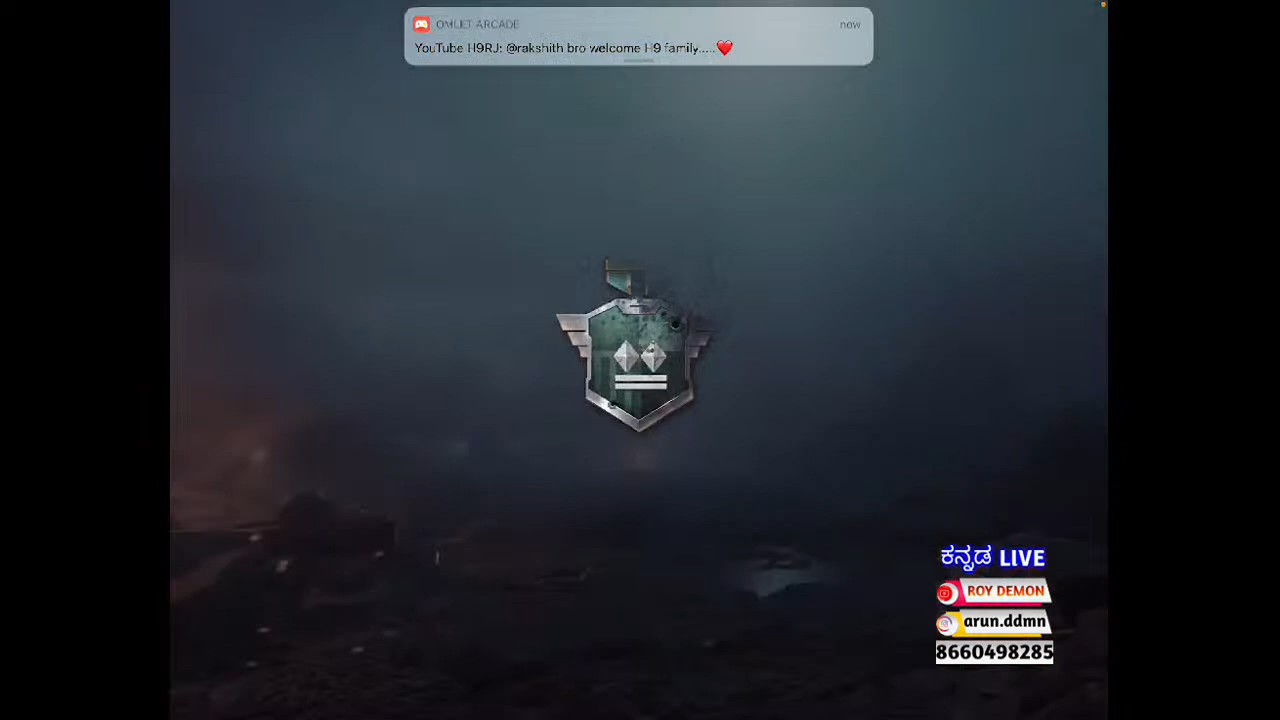 OMLET ARCADE
now
YouTube H9RJ: @rakshith bro welcome H9 family.....❤️
ಕನ್ನಡ LIVE
ROY DEMON
arun.ddmn
8660498285